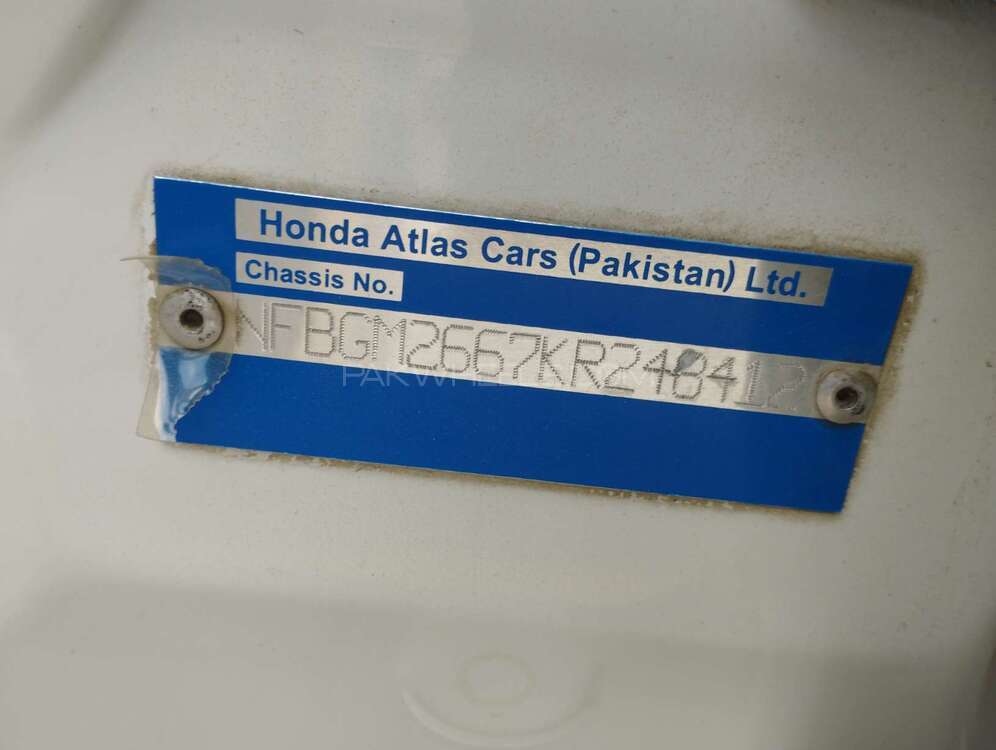 Honda Atlas Cars (Pakistan) Ltd.
Chassis No.
NFBGM2667KR248412